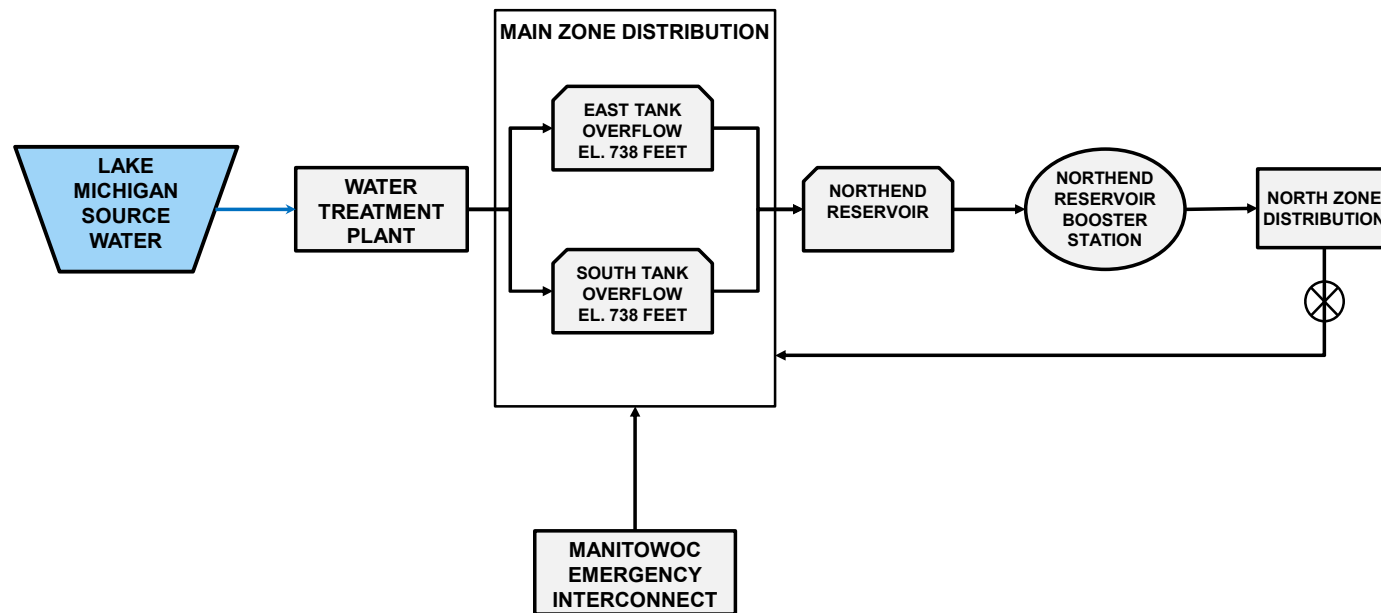 MAIN ZONE DISTRIBUTION
EAST TANK
OVERFLOW
EL. 738 FEET
LAKE
MICHIGAN
SOURCE
WATER
WATER
TREATMENT
PLANT
SOUTH TANK
OVERFLOW
EL. 738 FEET
NORTHEND
RESERVOIR
NORTHEND
RESERVOIR
BOOSTER
STATION
NORTH ZONE
DISTRIBUTION
MANITOWOC
EMERGENCY
INTERCONNECT